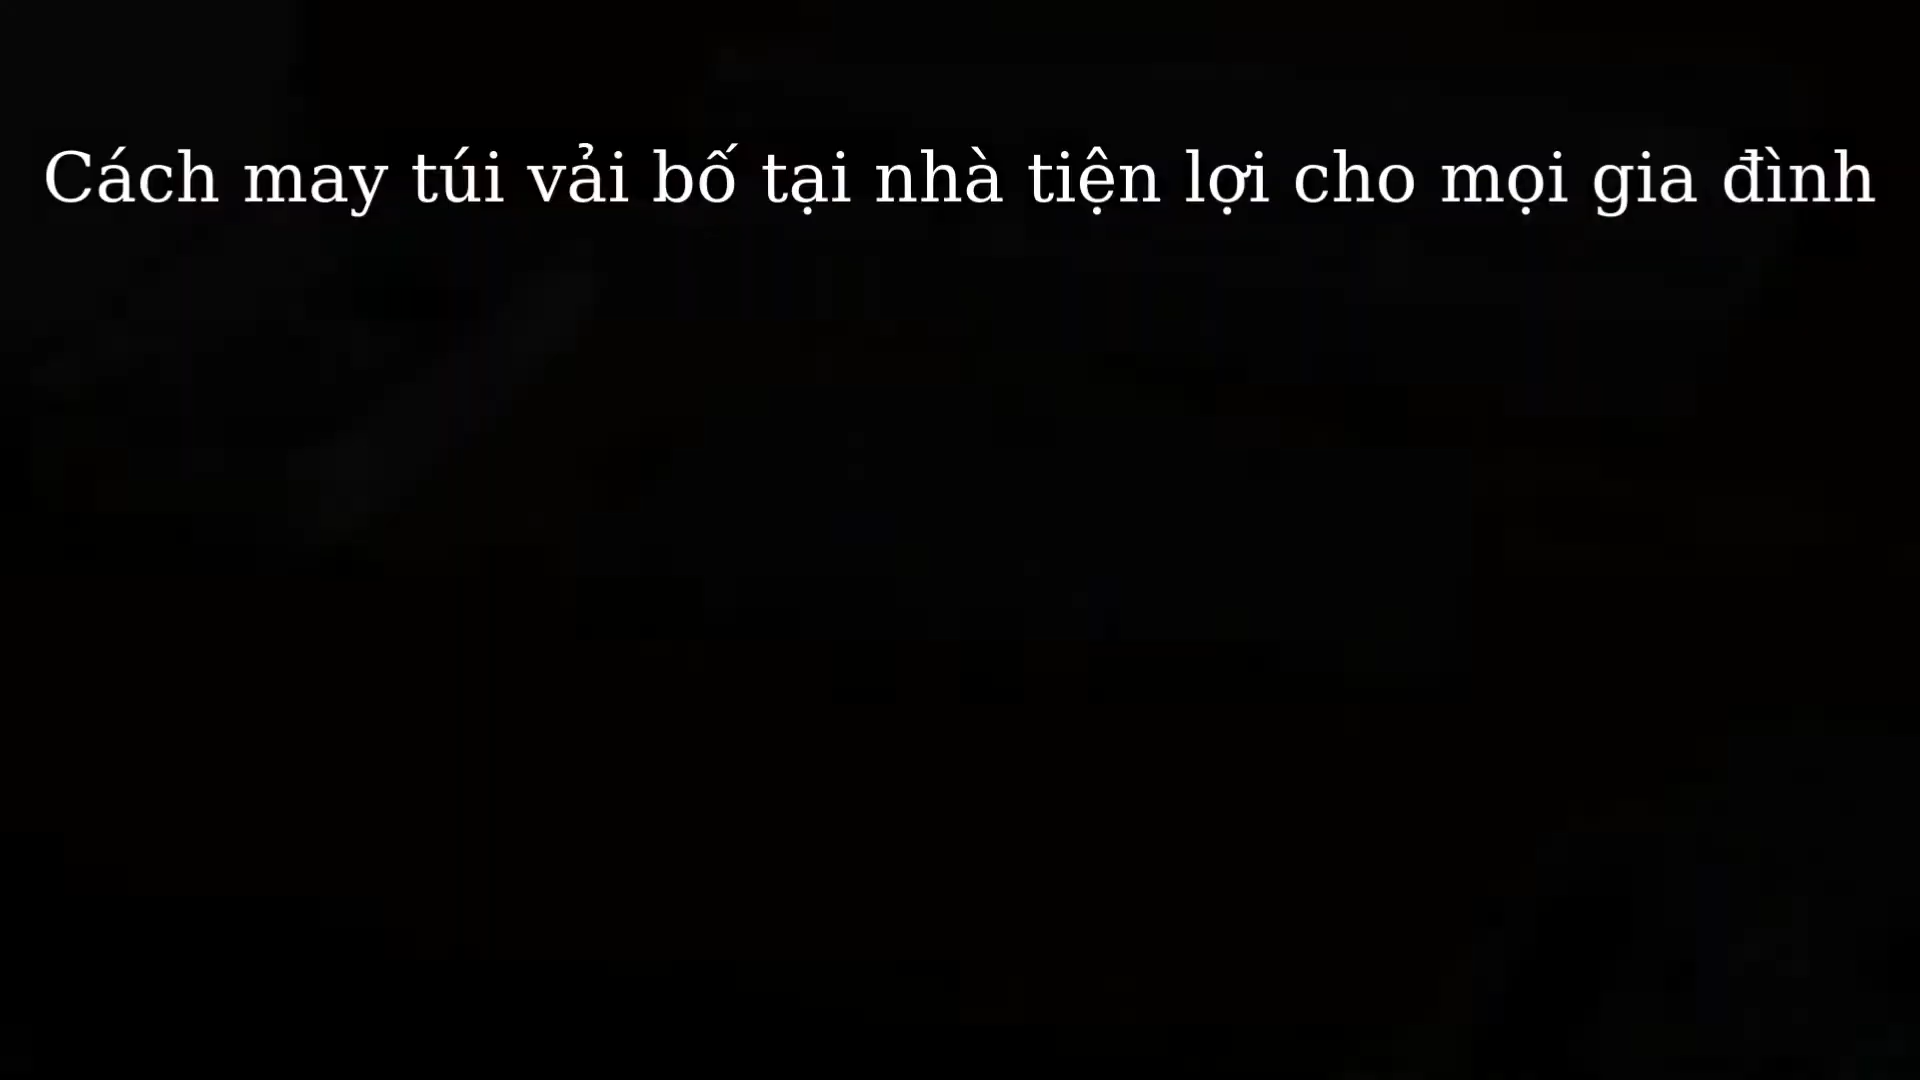 Cách may túi vải bố tại nhà tiện lợi cho mọi gia đình